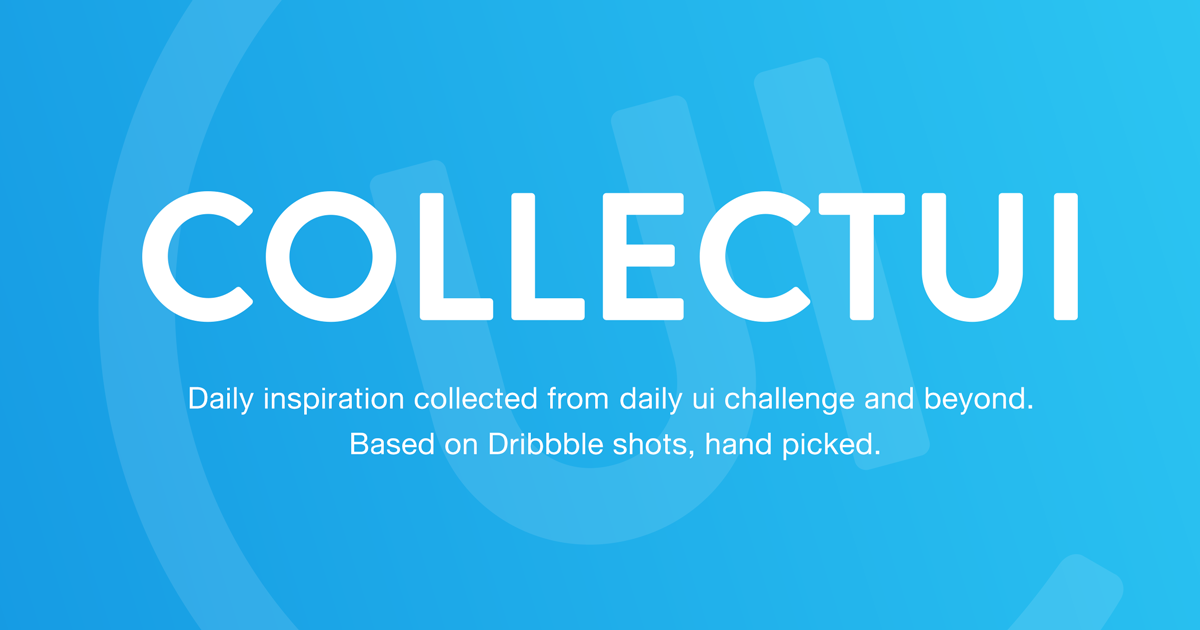 COLLECTUI
Daily inspiration collected from daily ui challenge and beyond.
Based on Dribbble shots, hand picked.